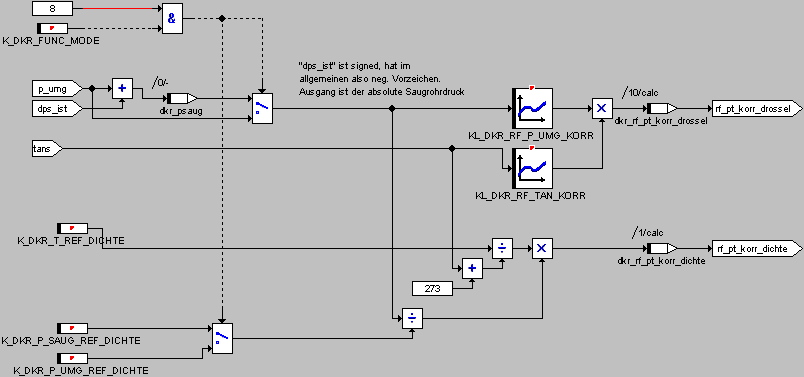 8
&
K_DKR_FUNC_MODE
"dps_ist" ist signed, hat im
allgemeinen also neg. Vorzeichen.
Ausgang ist der absolute Saugrohrdruck
p_umg
+
/0/-
dkr_psaug
dps_ist
KL_DKR_RF_P_UMG_KORR
×
/10/calc
dkr_rf_pt_korr_drossel
rf_pt_korr_drossel
tans
KL_DKR_RF_TAN_KORR
K_DKR_T_REF_DICHTE
÷
×
/1/calc
dkr_rf_pt_korr_dichte
rf_pt_korr_dichte
+
273
÷
K_DKR_P_SAUG_REF_DICHTE
K_DKR_P_UMG_REF_DICHTE